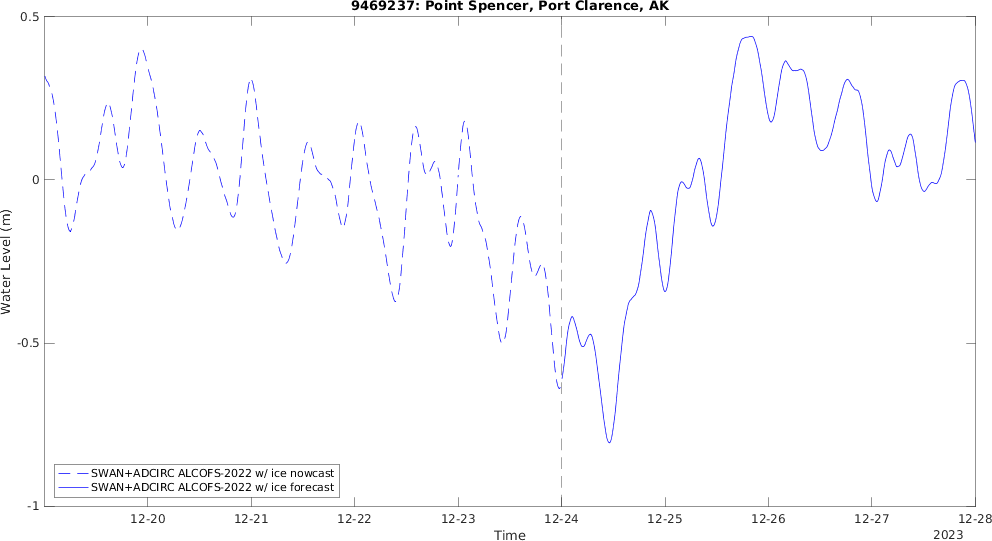 9469237: Point Spencer, Port Clarence, AK
0.5
0
-0.5
-1
Water Level (m)
SWAN+ADCIRC ALCOFS-2022 w/ ice nowcast
SWAN+ADCIRC ALCOFS-2022 w/ ice forecast
12-20
12-21
12-22
12-23
12-24
12-25
12-26
12-27
12-28
Time
2023